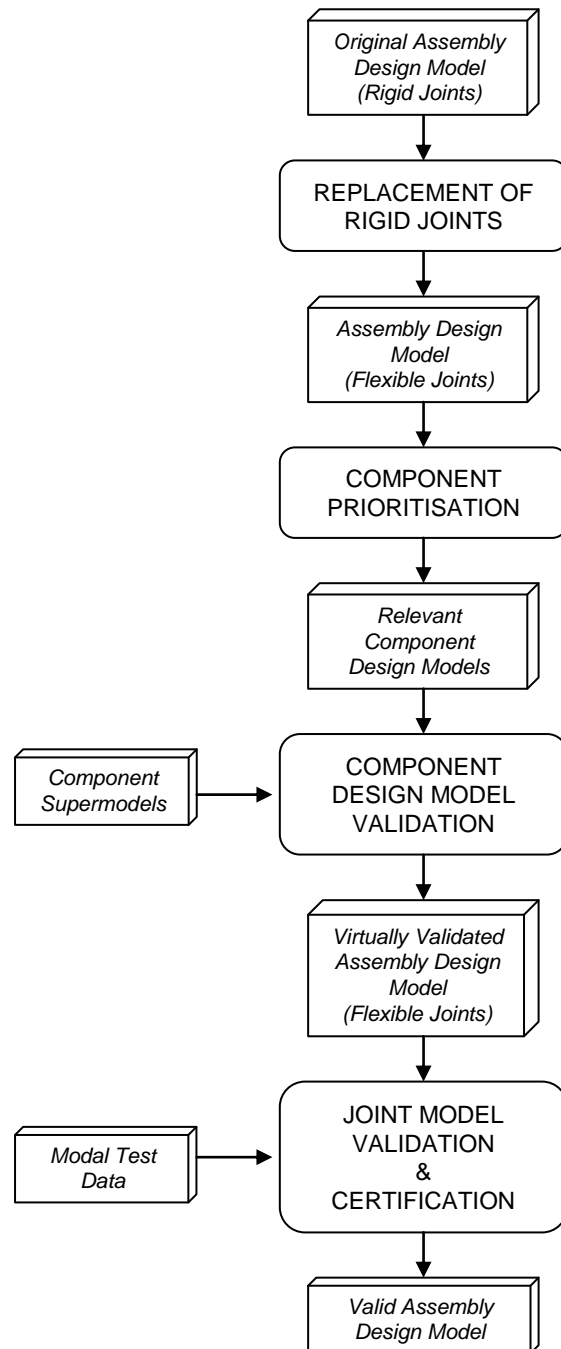 Original Assembly
Design Model
(Rigid Joints)
REPLACEMENT OF
RIGID JOINTS
Assembly Design
Model
(Flexible Joints)
COMPONENT
PRIORITISATION
Relevant
Component
Design Models
Component
Supermodels
COMPONENT
DESIGN MODEL
VALIDATION
Virtually Validated
Assembly Design
Model
(Flexible Joints)
Modal Test
Data
JOINT MODEL
VALIDATION
&
CERTIFICATION
Valid Assembly
Design Model